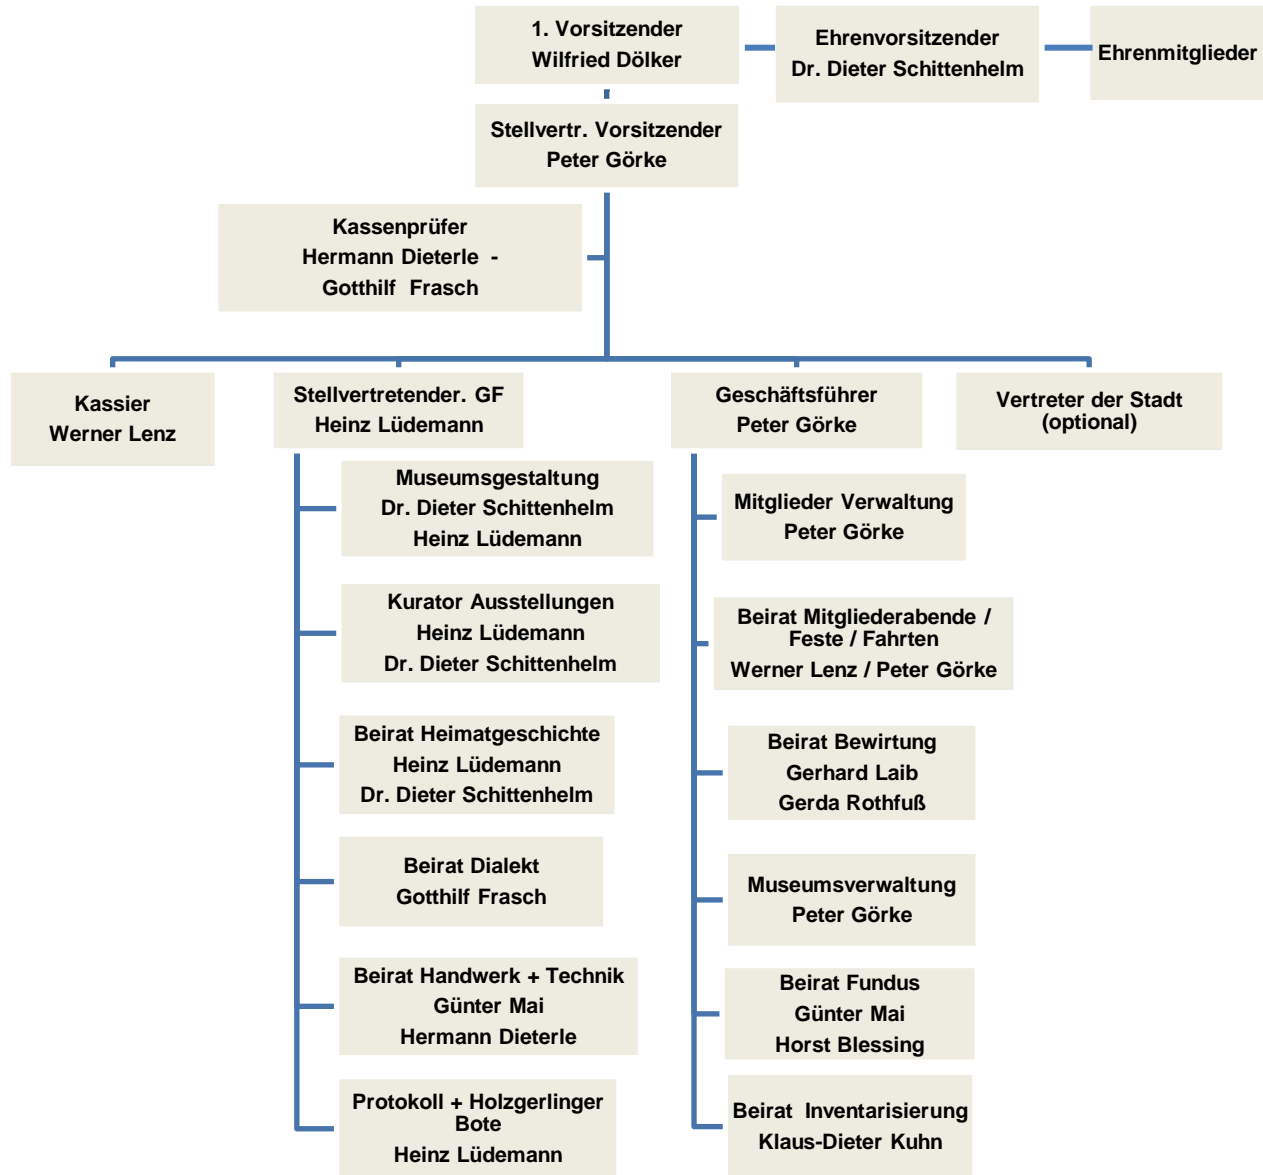 1. Vorsitzender
Wilfried Dölker
Ehrenvorsitzender
Dr. Dieter Schittenhelm
Ehrenmitglieder
Stellvertr. Vorsitzender
Peter Görke
Kassenprüfer
Hermann Dieterle -
Gotthilf Frasch
Kassier
Werner Lenz
Stellvertretender. GF
Heinz Lüdemann
Geschäftsführer
Peter Görke
Vertreter der Stadt
(optional)
Museumsgestaltung
Dr. Dieter Schittenhelm
Heinz Lüdemann
Kurator Ausstellungen
Heinz Lüdemann
Dr. Dieter Schittenhelm
Beirat Heimatgeschichte
Heinz Lüdemann
Dr. Dieter Schittenhelm
Beirat Dialekt
Gotthilf Frasch
Beirat Handwerk + Technik
Günter Mai
Hermann Dieterle
Protokoll + Holzgerlinger
Bote
Heinz Lüdemann
Mitglieder Verwaltung
Peter Görke
Beirat Mitgliederabende /
Feste / Fahrten
Werner Lenz / Peter Görke
Beirat Bewirtung
Gerhard Laib
Gerda Rothfuß
Museumsverwaltung
Peter Görke
Beirat Fundus
Günter Mai
Horst Blessing
Beirat Inventarisierung
Klaus-Dieter Kuhn